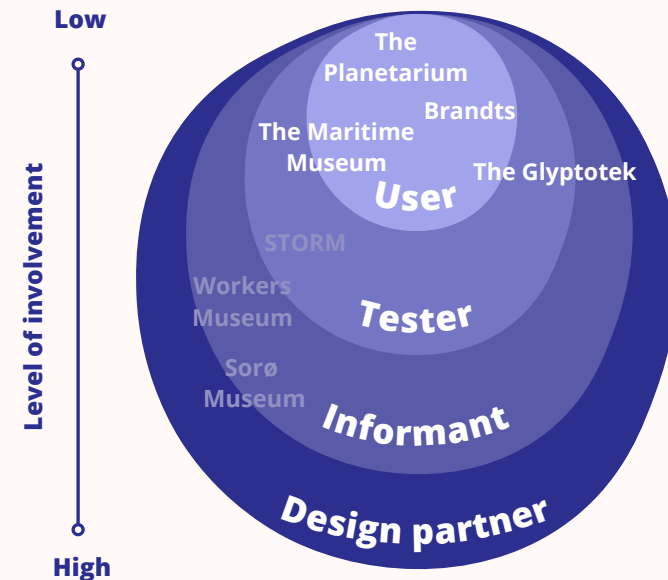 Low
Level of involvement
High
The
Planetarium
Brandts
The Maritime
Museum
The Glyptotek
User
STORM
Workers
Museum
Tester
Sorø
Museum
Informant
Design partner